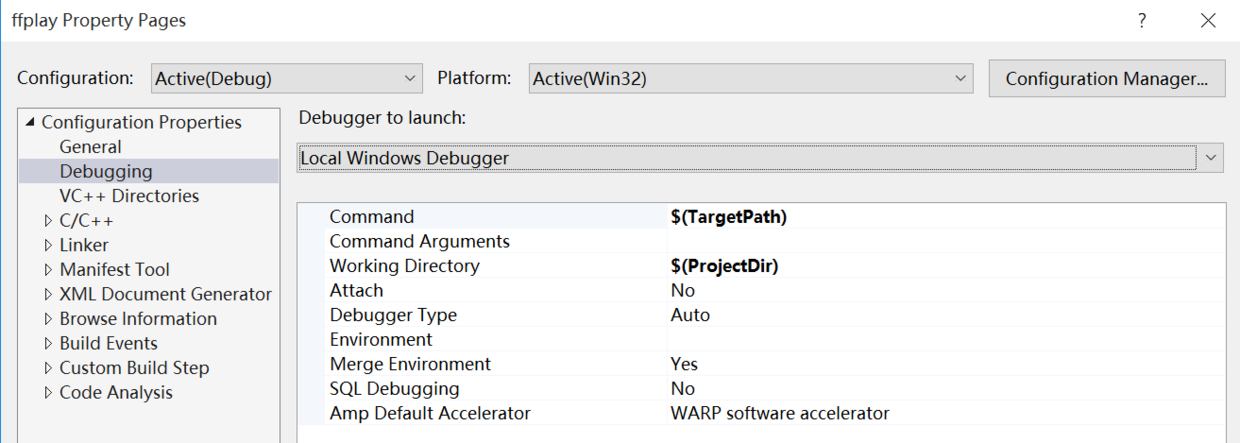 ffplay Property Pages
Configuration: Active(Debug) Platform: Active(Win32) Configuration Manager...
Configuration Properties
General
Debugging
VC++ Directories
C/C++
Linker
Manifest Tool
XML Document Generator
Browse Information
Build Events
Custom Build Step
Code Analysis
Debugger to launch:
Local Windows Debugger
Command $(TargetPath)
Command Arguments
Working Directory $(ProjectDir)
Attach No
Debugger Type Auto
Environment
Merge Environment Yes
SQL Debugging No
Amp Default Accelerator WARP software accelerator